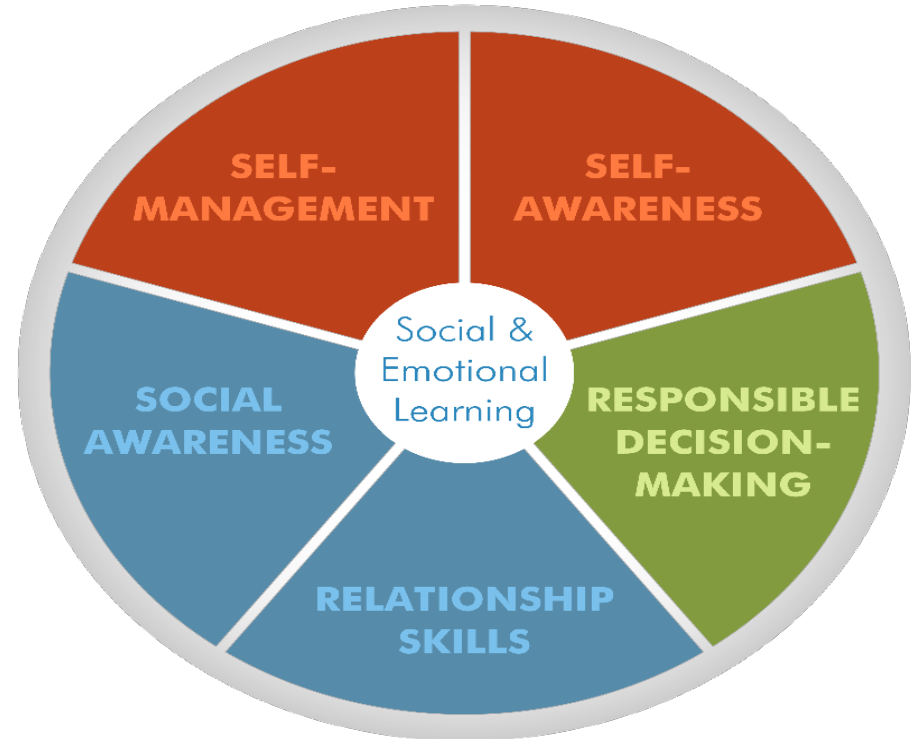 SELF-
MANAGEMENT
SELF-
AWARENESS
Social &
Emotional
Learning
SOCIAL
AWARENESS
RESPONSIBLE
DECISION-
MAKING
RELATIONSHIP
SKILLS